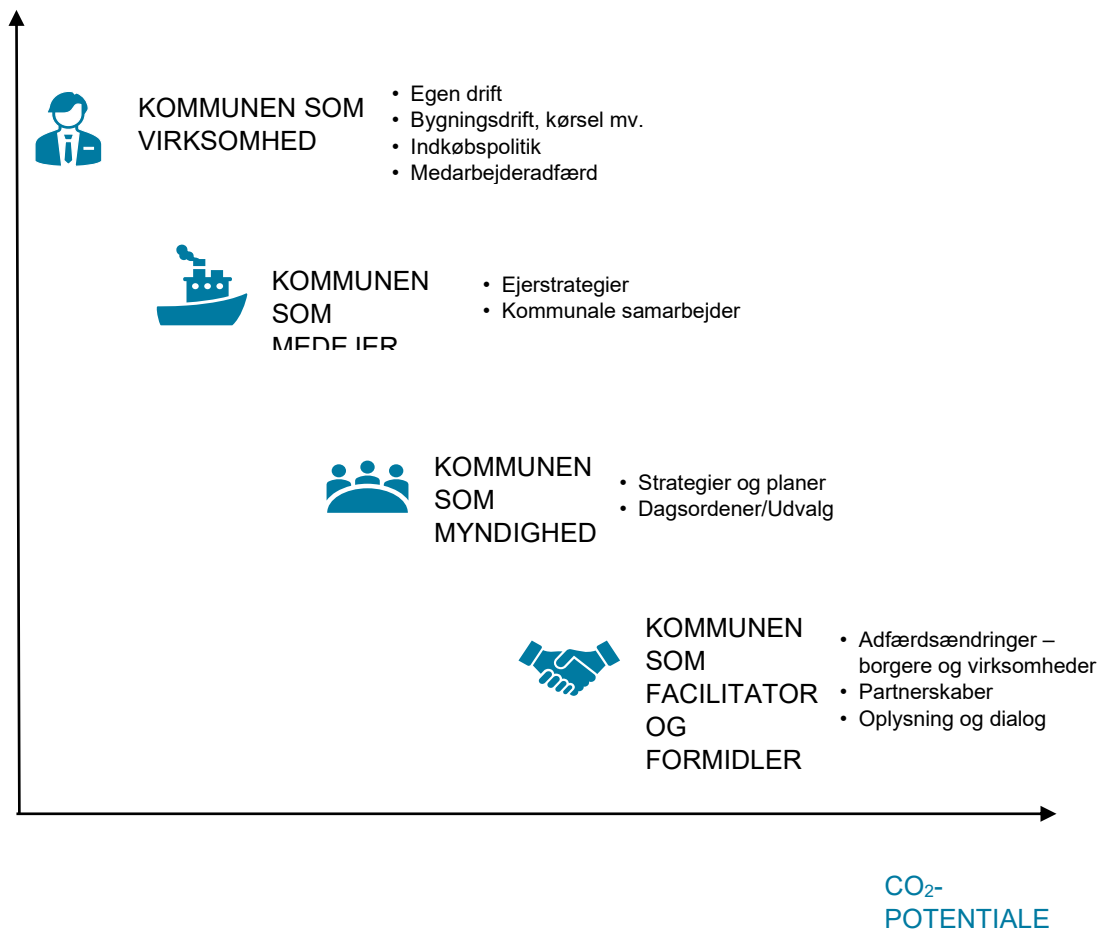 KOMMUNEN SOM
VIRKSOMHED
• Egen drift
• Bygningsdrift, kørsel mv.
• Indkøbspolitik
• Medarbejderadfærd
KOMMUNEN
SOM
MEDEJER
• Ejerstrategier
• Kommunale samarbejder
KOMMUNEN
SOM
MYNDIGHED
• Strategier og planer
• Dagsordener/Udvalg
KOMMUNEN
SOM
FACILITATOR
OG
FORMIDLER
• Adfærdsændringer –
borgere og virksomheder
• Partnerskaber
• Oplysning og dialog
CO₂-
POTENTIALE